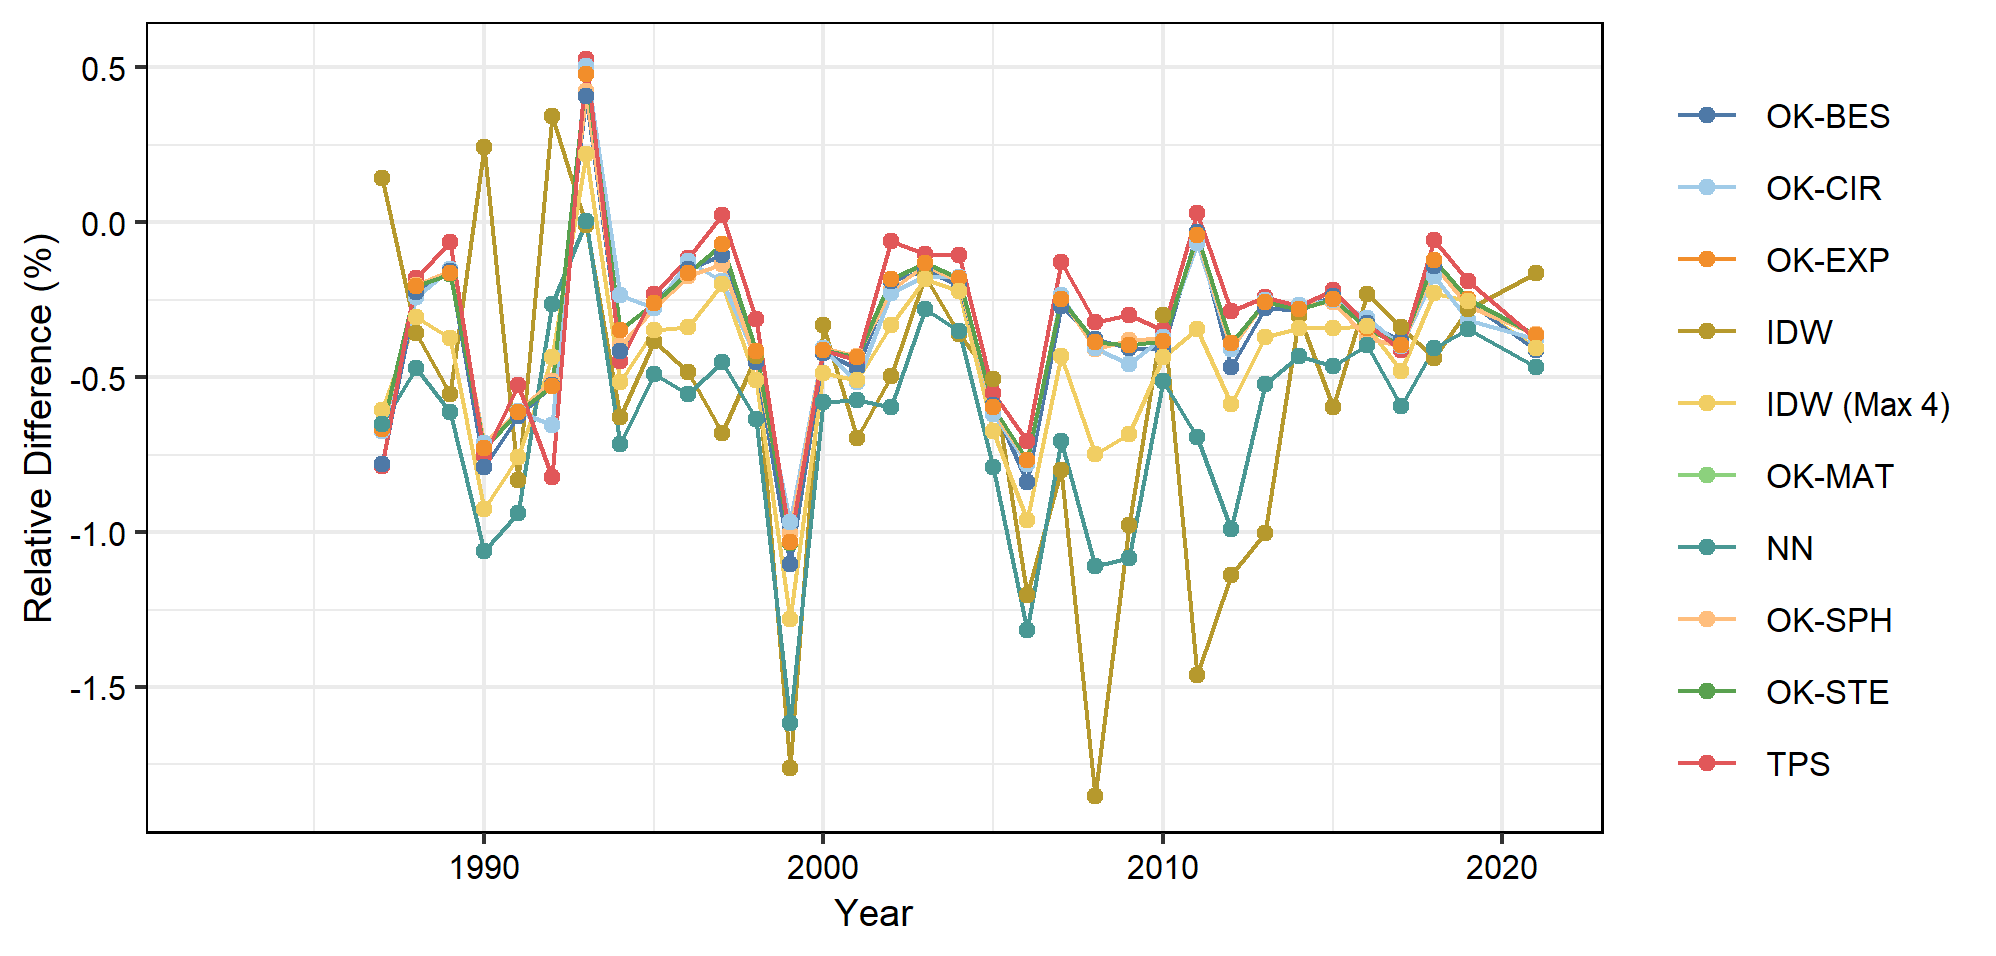 0.5
0.0
-0.5
-1.0
-1.5
Relative Difference (%)
1990
2000
2010
2020
Year
OK-BES
OK-CIR
OK-EXP
IDW
IDW (Max 4)
OK-MAT
NN
OK-SPH
OK-STE
TPS